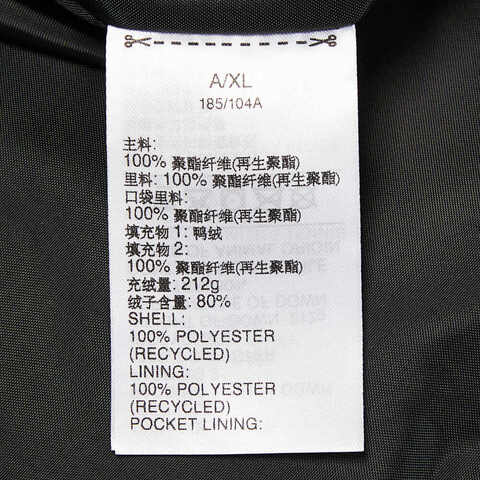 A/XL
185/104A
主料:
100% 聚酯纤维(再生聚酯)
里料: 100% 聚酯纤维(再生聚酯)
口袋里料:
100% 聚酯纤维(再生聚酯)
填充物 1: 鸭绒
填充物 2:
100% 聚酯纤维(再生聚酯)
充绒量: 212g
绒子含量: 80%
SHELL:
100% POLYESTER
(RECYCLED)
LINING:
100% POLYESTER
(RECYCLED)
POCKET LINING: